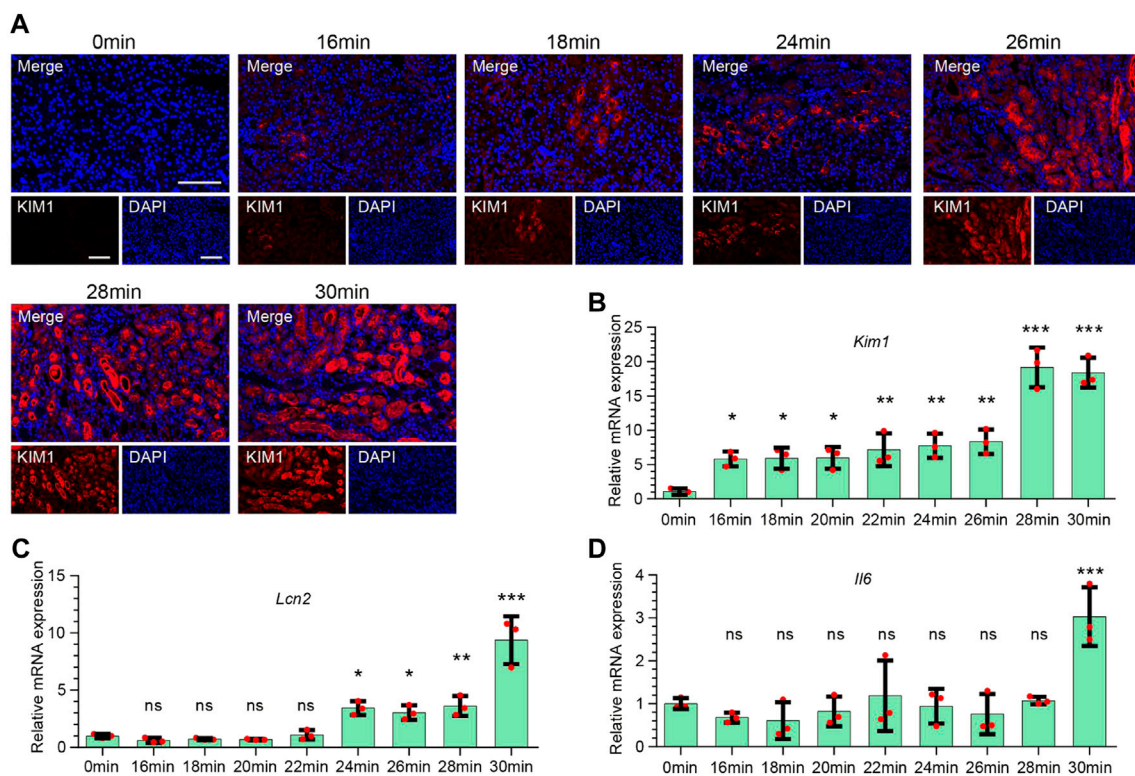 A
0min 16min 18min 24min 26min
Merge Merge Merge Merge Merge
KIM1 DAPI KIM1 DAPI KIM1 DAPI KIM1 DAPI KIM1 DAPI
28min 30min
Merge Merge
KIM1 DAPI KIM1 DAPI
B
Kim1
Relative mRNA expression
25
20
15
10
5
0
* * * ** ** ** *** ***
0min 16min 18min 20min 22min 24min 26min 28min 30min
C
Lcn2
Relative mRNA expression
15
10
5
0
ns ns ns ns * * ** ***
0min 16min 18min 20min 22min 24min 26min 28min 30min
D
Il6
Relative mRNA expression
4
3
2
1
0
ns ns ns ns ns ns ns ***
0min 16min 18min 20min 22min 24min 26min 28min 30min